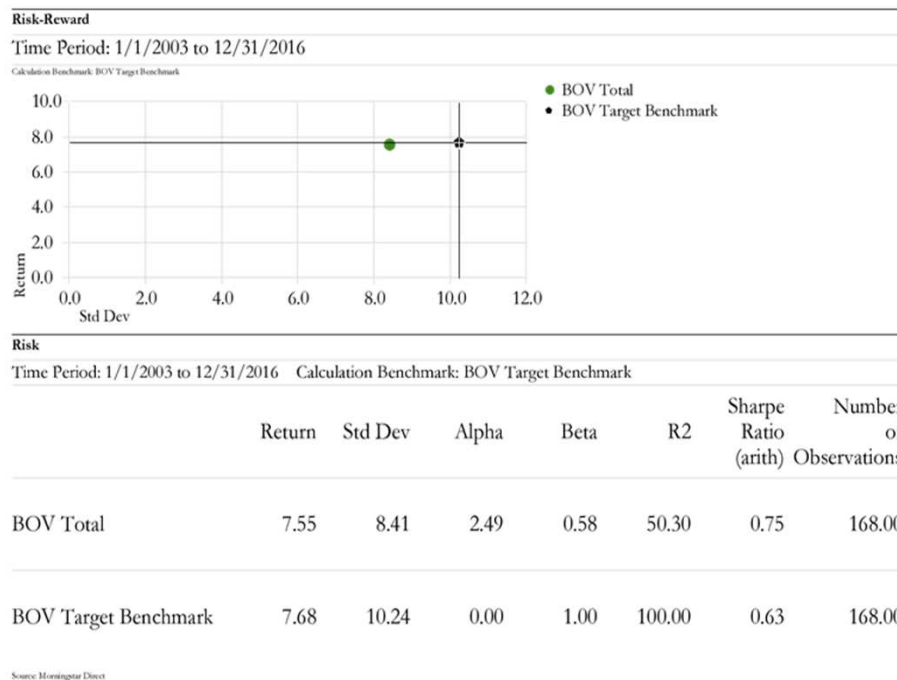 Risk-Reward
Time Period: 1/1/2003 to 12/31/2016
Calculation Benchmark: BOV Target Benchmark
BOV Total
BOV Target Benchmark
10.0
8.0
6.0
4.0
2.0
0.0
Return
0.0 2.0 4.0 6.0 8.0 10.0 12.0
Std Dev
Risk
Time Period: 1/1/2003 to 12/31/2016 Calculation Benchmark: BOV Target Benchmark
Return Std Dev Alpha Beta R2 Sharpe Ratio (arith) Number o Observations
BOV Total 7.55 8.41 2.49 0.58 50.30 0.75 168.00
BOV Target Benchmark 7.68 10.24 0.00 1.00 100.00 0.63 168.00
Source: Morningstar Direct